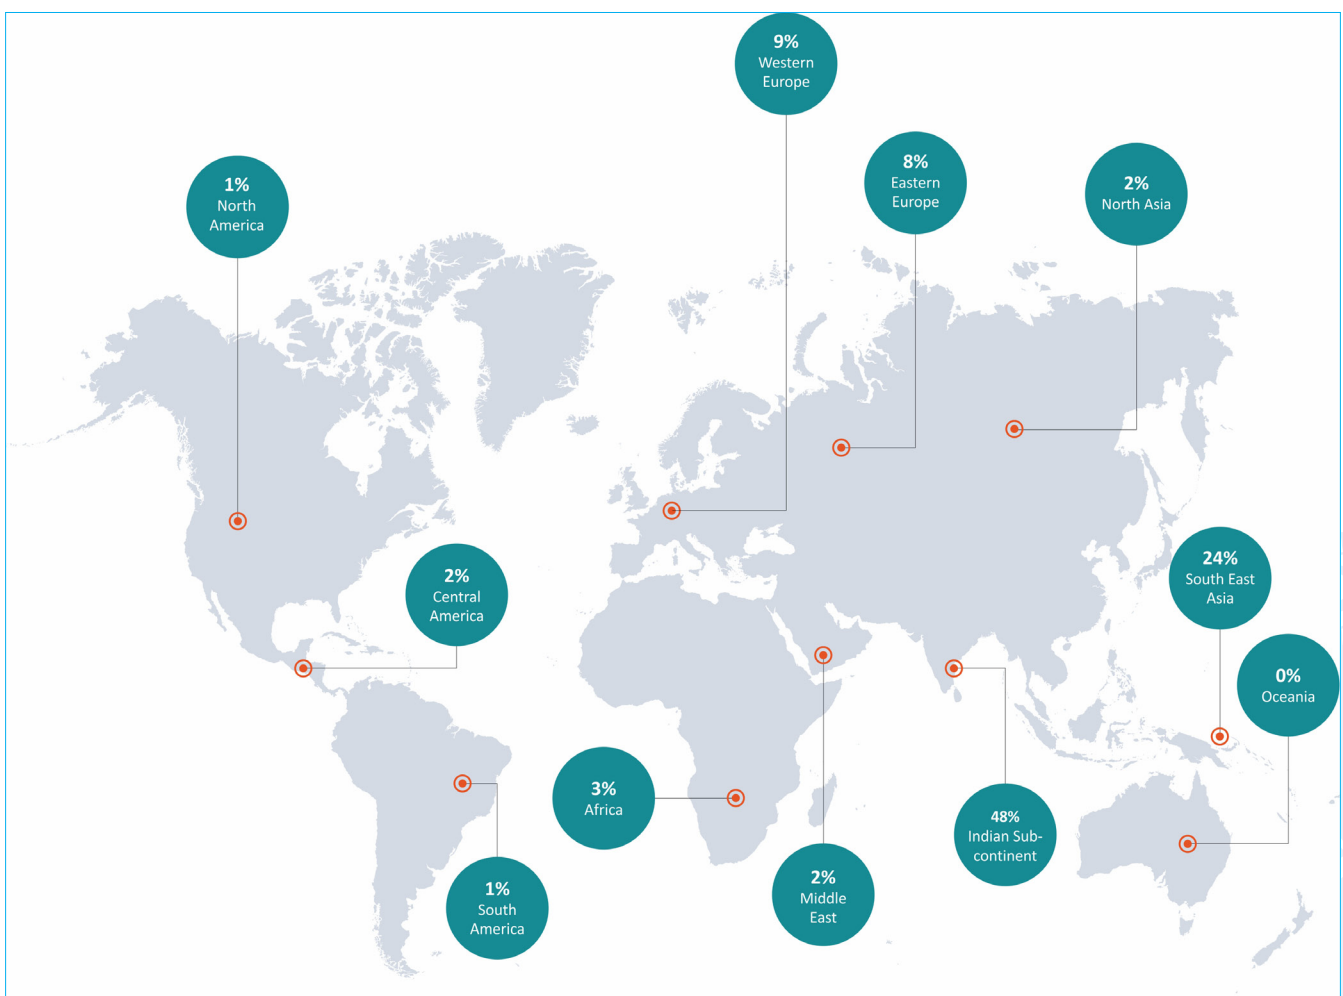 9%
Western
Europe
8%
Eastern
Europe
2%
North Asia
1%
North
America
24%
South East
Asia
2%
Central
America
0%
Oceania
3%
Africa
48%
Indian Sub-
continent
2%
Middle
East
1%
South
America